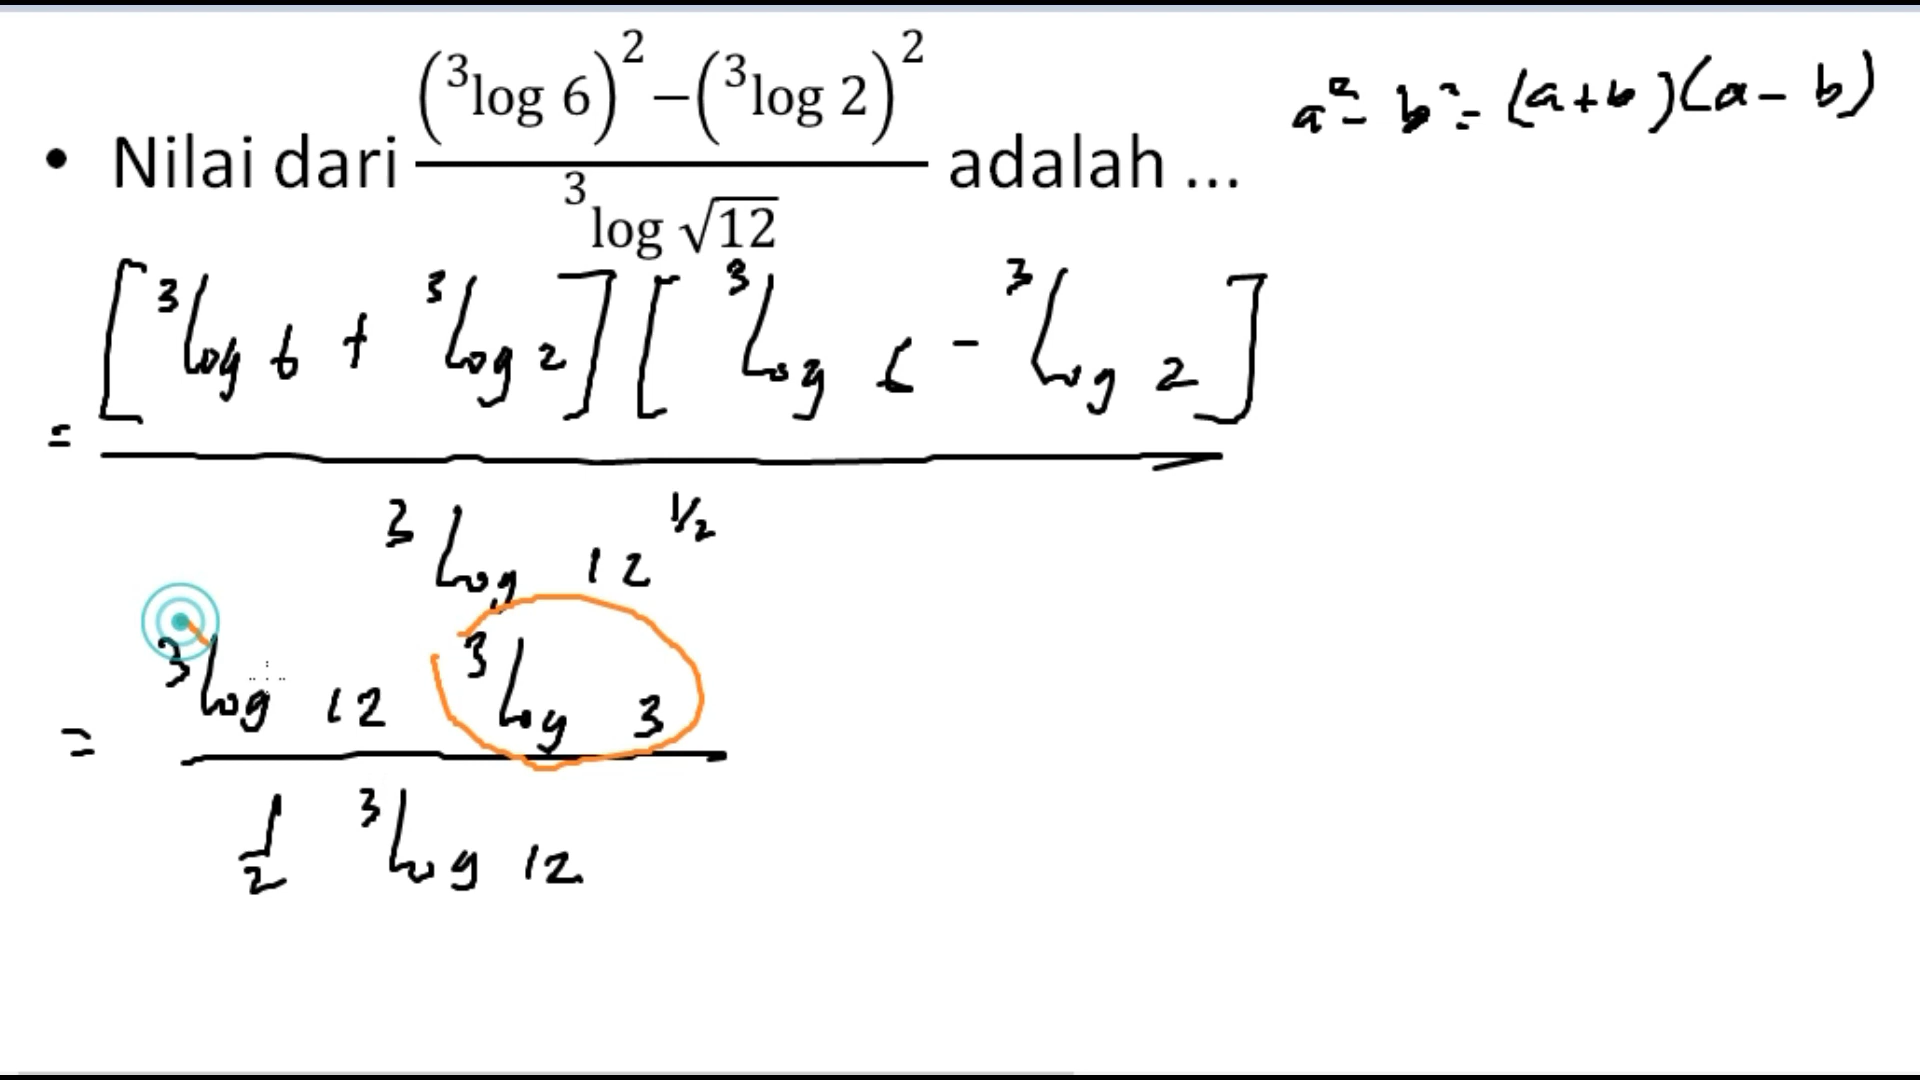 • Nilai dari ((³log 6)² − (³log 2)²) / (³log √12) adalah ...
a² - b² = (a+b)(a - b)
= [³log 6 + ³log 2] [³log 6 - ³log 2]
³log 12^1/2
= ³log 12 ³log 3
1/2 ³log 12